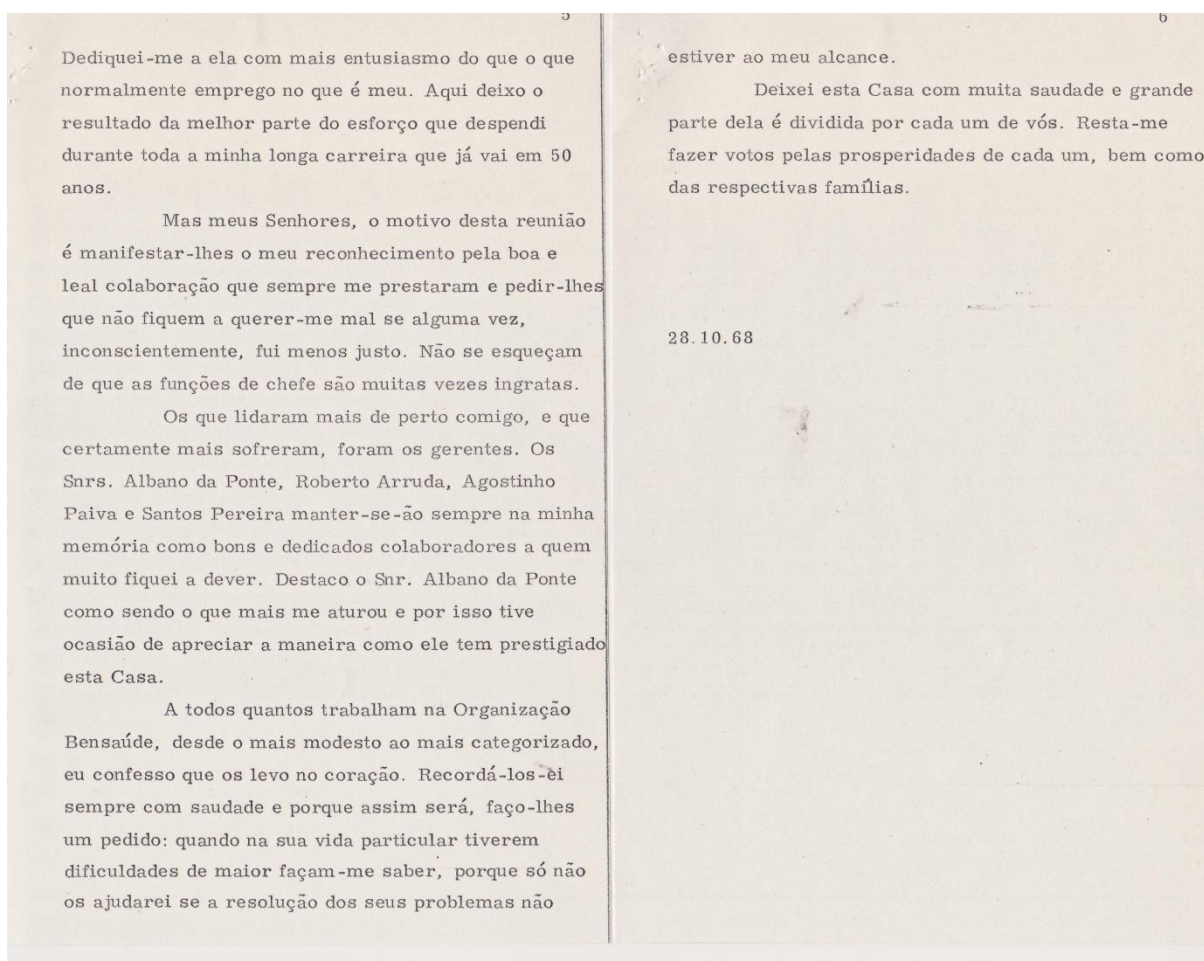 5
Dediquei-me a ela com mais entusiasmo do que o que
normalmente emprego no que é meu. Aqui deixo o
resultado da melhor parte do esforço que despendi
durante toda a minha longa carreira que já vai em 50
anos.
Mas meus Senhores, o motivo desta reunião
é manifestar-lhes o meu reconhecimento pela boa e
leal colaboração que sempre me prestaram e pedir-lhes
que não fiquem a querer-me mal se alguma vez,
inconscientemente, fui menos justo. Não se esqueçam
de que as funções de chefe são muitas vezes ingratas.
Os que lidaram mais de perto comigo, e que
certamente mais sofreram, foram os gerentes. Os
Snrs. Albano da Ponte, Roberto Arruda, Agostinho
Paiva e Santos Pereira manter-se-ão sempre na minha
memória como bons e dedicados colaboradores a quem
muito fiquei a dever. Destaco o Snr. Albano da Ponte
como sendo o que mais me aturou e por isso tive
ocasião de apreciar a maneira como ele tem prestigiado
esta Casa.
A todos quantos trabalham na Organização
Bensaúde, desde o mais modesto ao mais categorizado,
eu confesso que os levo no coração. Recordá-los-ei
sempre com saudade e porque assim será, faço-lhes
um pedido: quando na sua vida particular tiverem
dificuldades de maior façam-me saber, porque só não
os ajudarei se a resolução dos seus problemas não
6
estiver ao meu alcance.
Deixei esta Casa com muita saudade e grande
parte dela é dividida por cada um de vós. Resta-me
fazer votos pelas prosperidades de cada um, bem como
das respectivas famílias.
28.10.68